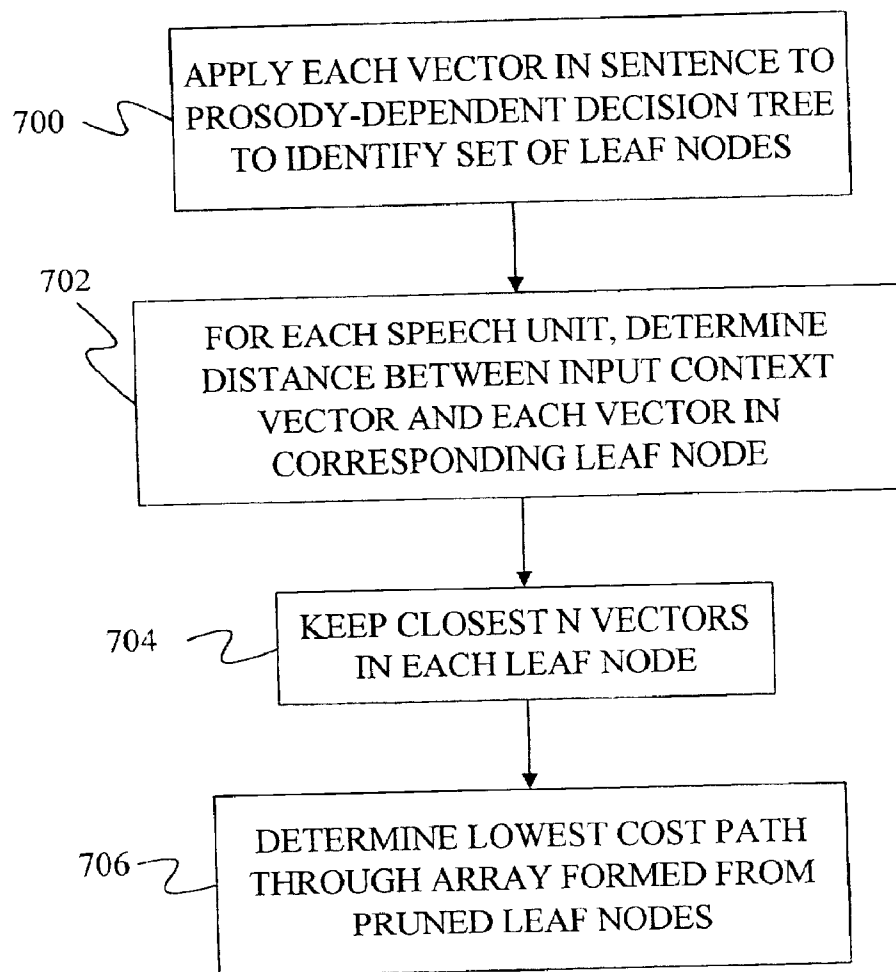 700
APPLY EACH VECTOR IN SENTENCE TO
PROSODY-DEPENDENT DECISION TREE
TO IDENTIFY SET OF LEAF NODES
702
FOR EACH SPEECH UNIT, DETERMINE
DISTANCE BETWEEN INPUT CONTEXT
VECTOR AND EACH VECTOR IN
CORRESPONDING LEAF NODE
704
KEEP CLOSEST N VECTORS
IN EACH LEAF NODE
706
DETERMINE LOWEST COST PATH
THROUGH ARRAY FORMED FROM
PRUNED LEAF NODES